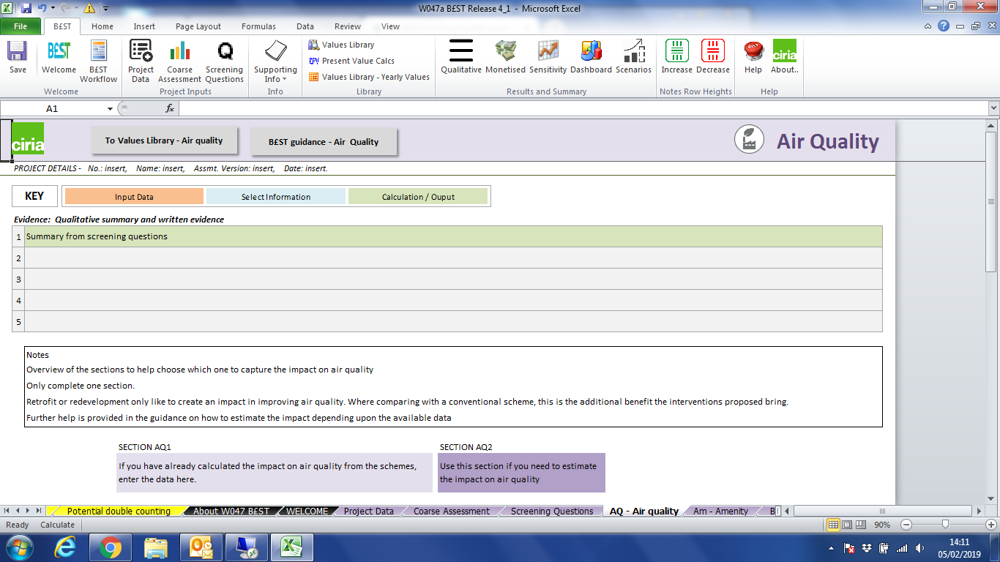 W047a B£ST Release 4_1 - Microsoft Excel
File B£ST Home Insert Page Layout Formulas Data Review View
Save
B£ST
Welcome
B£ST
Workflow
Welcome
Project
Data
Coarse
Assessment
Q
Screening
Questions
Project Inputs
Supporting
Info
Info
Values Library
£PV Present Value Calcs
Values Library - Yearly Values
Library
Qualitative Monetised Sensitivity Dashboard Scenarios
Results and Summary
Increase Decrease
Notes Row Heights
Help
ciria
About..
Help
A1 fx
ciria
To Values Library - Air quality
B£ST guidance - Air Quality
Air Quality
PROJECT DETAILS - No.: insert, Name: insert, Assmt. Version: insert, Date: insert.
KEY Input Data Select Information Calculation / Ouput
Evidence: Qualitative summary and written evidence
1 Summary from screening questions
2
3
4
5
Notes
Overview of the sections to help choose which one to capture the impact on air quality
Only complete one section.
Retrofit or redevelopment only like to create an impact in improving air quality. Where comparing with a conventional scheme, this is the additional benefit the interventions proposed bring.
Further help is provided in the guidance on how to estimate the impact depending upon the available data
SECTION AQ1
If you have already calculated the impact on air quality from the schemes,
enter the data here.
SECTION AQ2
Use this section if you need to estimate
the impact on air quality
Potential double counting About W047 B£ST WELCOME Project Data Coarse Assessment Screening Questions AQ - Air quality Am - Amenity B
Ready Calculate 90%
14:11
05/02/2019